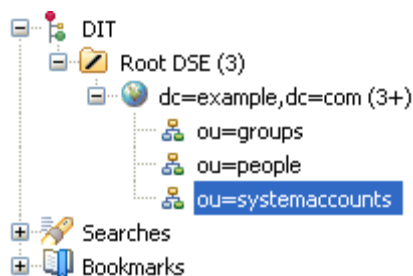 DIT
Root DSE (3)
dc=example,dc=com (3+)
ou=groups
ou=people
ou=systemaccounts
Searches
Bookmarks